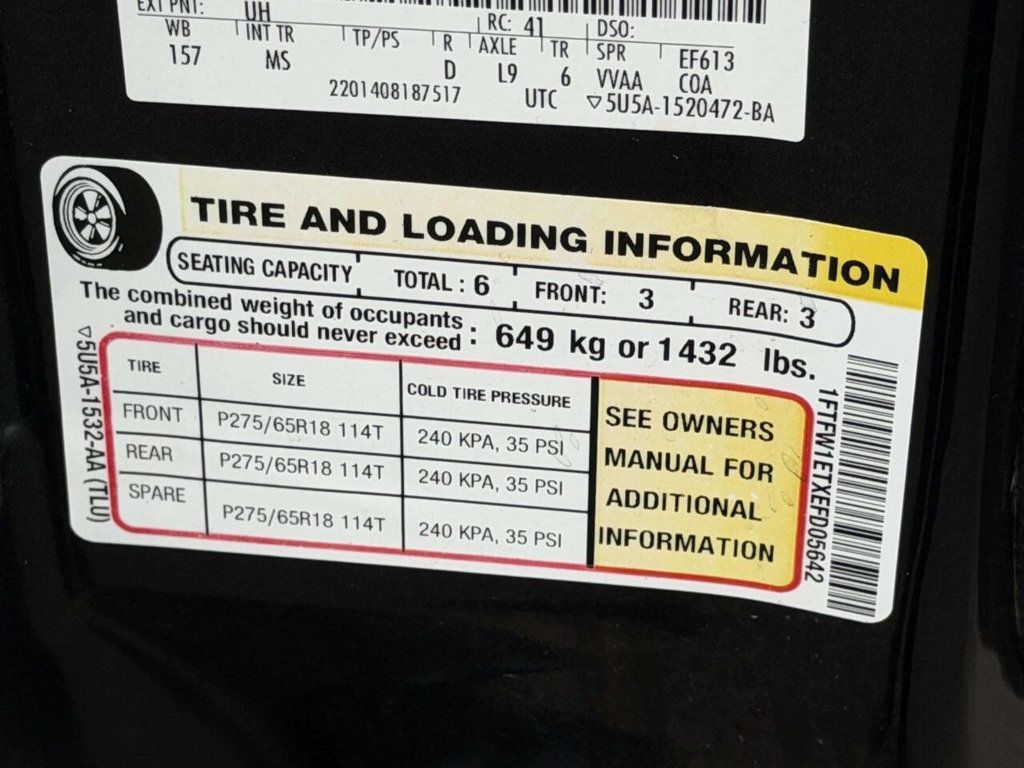 EXT PNT: UH RC: 41 DSO:
WB INT TR TP/PS R AXLE TR SPR EF613
157 MS D L9 6 VVAA COA
2201408187517 UTC ▽5U5A-1520472-BA
TIRE AND LOADING INFORMATION
SEATING CAPACITY TOTAL : 6 FRONT: 3 REAR: 3
The combined weight of occupants
and cargo should never exceed : 649 kg or 1432 lbs.
TIRE SIZE COLD TIRE PRESSURE
FRONT P275/65R18 114T 240 KPA, 35 PSI
REAR P275/65R18 114T 240 KPA, 35 PSI
SPARE P275/65R18 114T 240 KPA, 35 PSI
SEE OWNERS
MANUAL FOR
ADDITIONAL
INFORMATION
▽5U5A-1532-AA (TLU)
1FTFW1ETXEFD05642